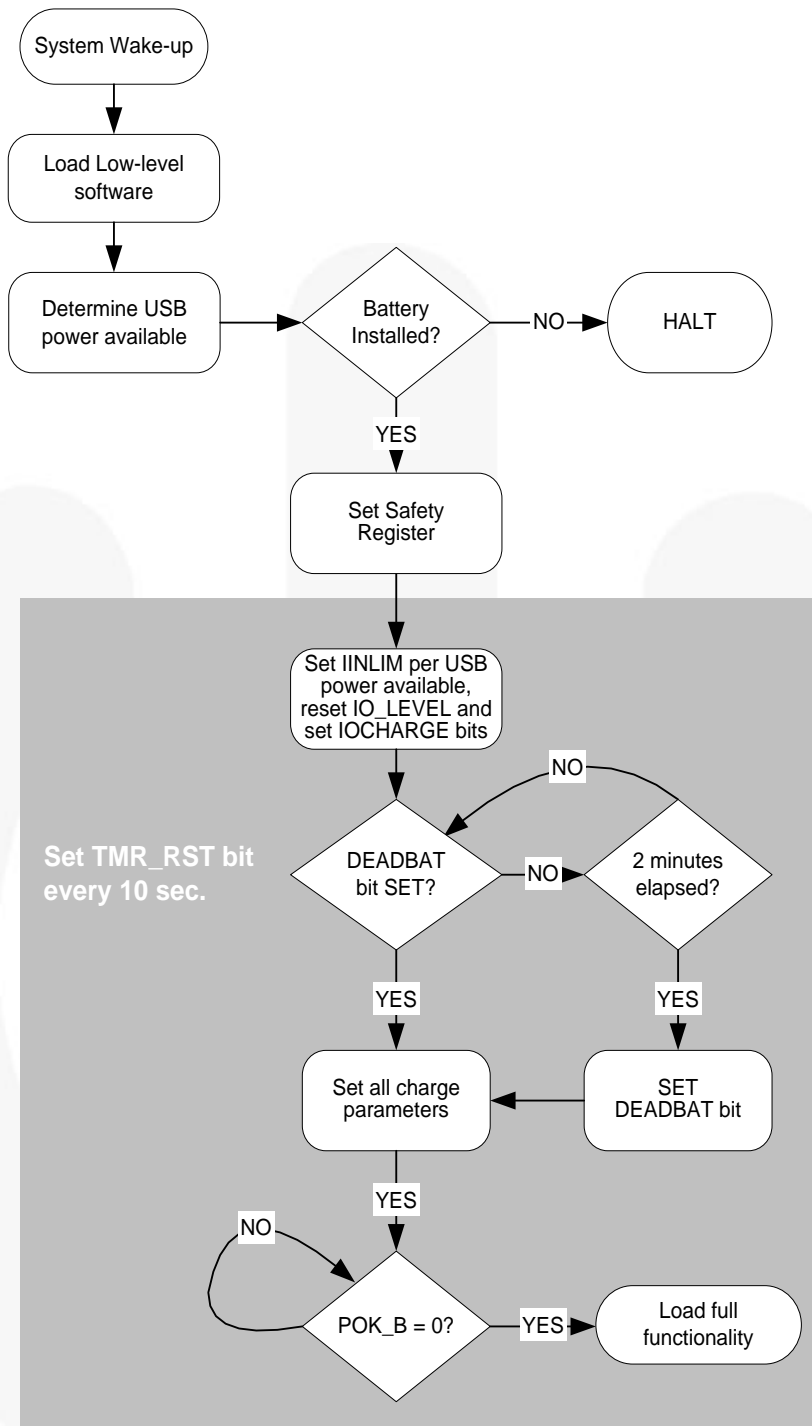 System Wake-up
Load Low-level
software
Determine USB
power available
Battery
Installed?
NO
HALT
YES
Set Safety
Register
Set IINLIM per USB
power available,
reset IO_LEVEL and
set IOCHARGE bits
NO
Set TMR_RST bit
every 10 sec.
DEADBAT
bit SET?
NO
2 minutes
elapsed?
YES
YES
Set all charge
parameters
SET
DEADBAT bit
YES
NO
POK_B = 0?
YES
Load full
functionality